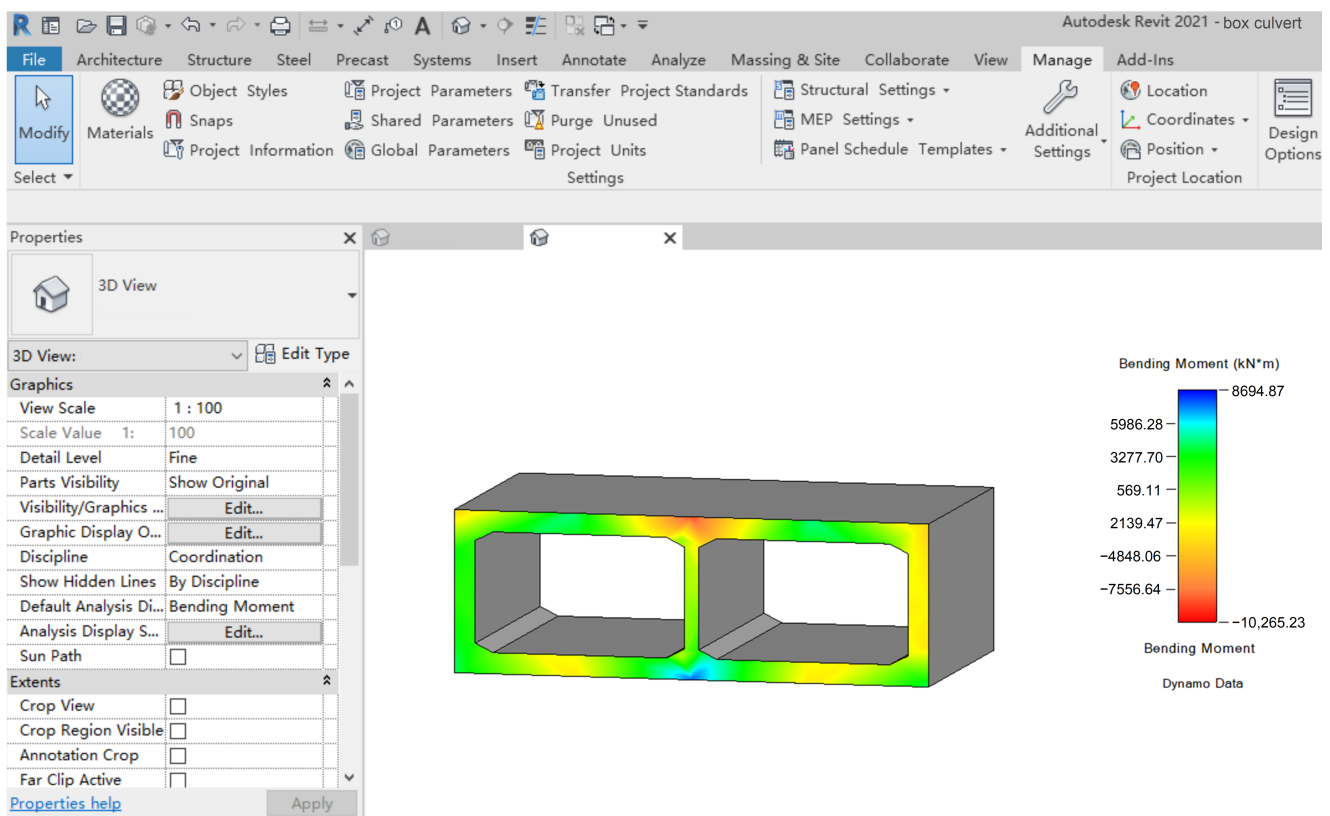 Autodesk Revit 2021 - box culvert
File Architecture Structure Steel Precast Systems Insert Annotate Analyze Massing & Site Collaborate View Manage Add-Ins
Modify
Materials
Object Styles
Snaps
Project Information
Project Parameters
Shared Parameters
Global Parameters
Transfer Project Standards
Purge Unused
Project Units
Structural Settings
MEP Settings
Panel Schedule Templates
Additional
Settings
Location
Coordinates
Position
Design
Options
Select
Settings
Project Location
Properties
3D View
3D View:
Edit Type
Graphics
View Scale 1 : 100
Scale Value 1: 100
Detail Level Fine
Parts Visibility Show Original
Visibility/Graphics ... Edit...
Graphic Display O... Edit...
Discipline Coordination
Show Hidden Lines By Discipline
Default Analysis Di... Bending Moment
Analysis Display S... Edit...
Sun Path
Extents
Crop View
Crop Region Visible
Annotation Crop
Far Clip Active
Properties help
Apply
Bending Moment (kN*m)
8694.87
5986.28
3277.70
569.11
2139.47
−4848.06
−7556.64
−10,265.23
Bending Moment
Dynamo Data